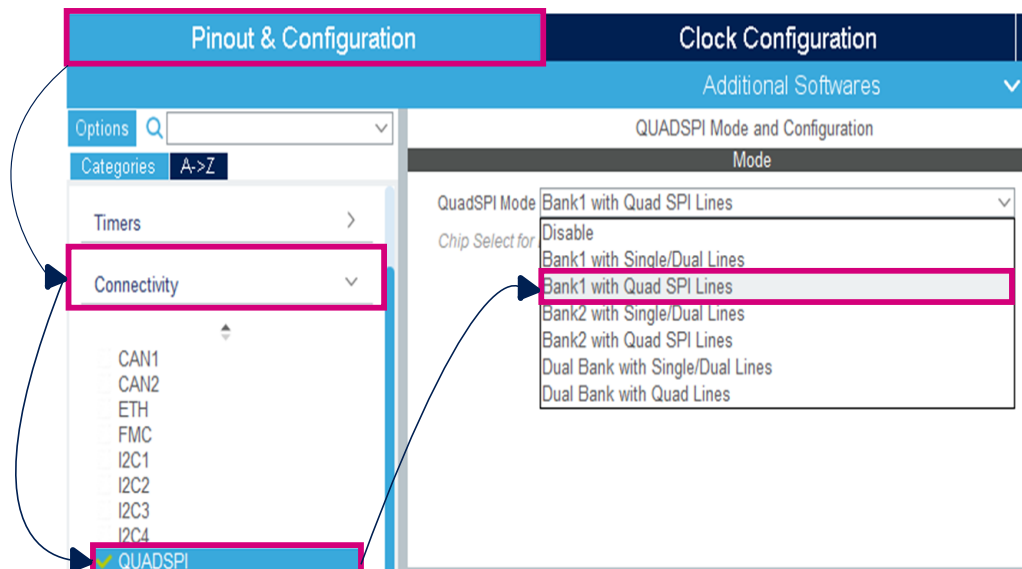 Pinout & Configuration
Clock Configuration
Additional Softwares
Options
QUADSPI Mode and Configuration
Categories
A->Z
Mode
Timers
QuadSPI Mode
Bank1 with Quad SPI Lines
Chip Select for
Disable
Bank1 with Single/Dual Lines
Connectivity
Bank1 with Quad SPI Lines
Bank2 with Single/Dual Lines
Bank2 with Quad SPI Lines
Dual Bank with Single/Dual Lines
Dual Bank with Quad Lines
CAN1
CAN2
ETH
FMC
I2C1
I2C2
I2C3
I2C4
QUADSPI